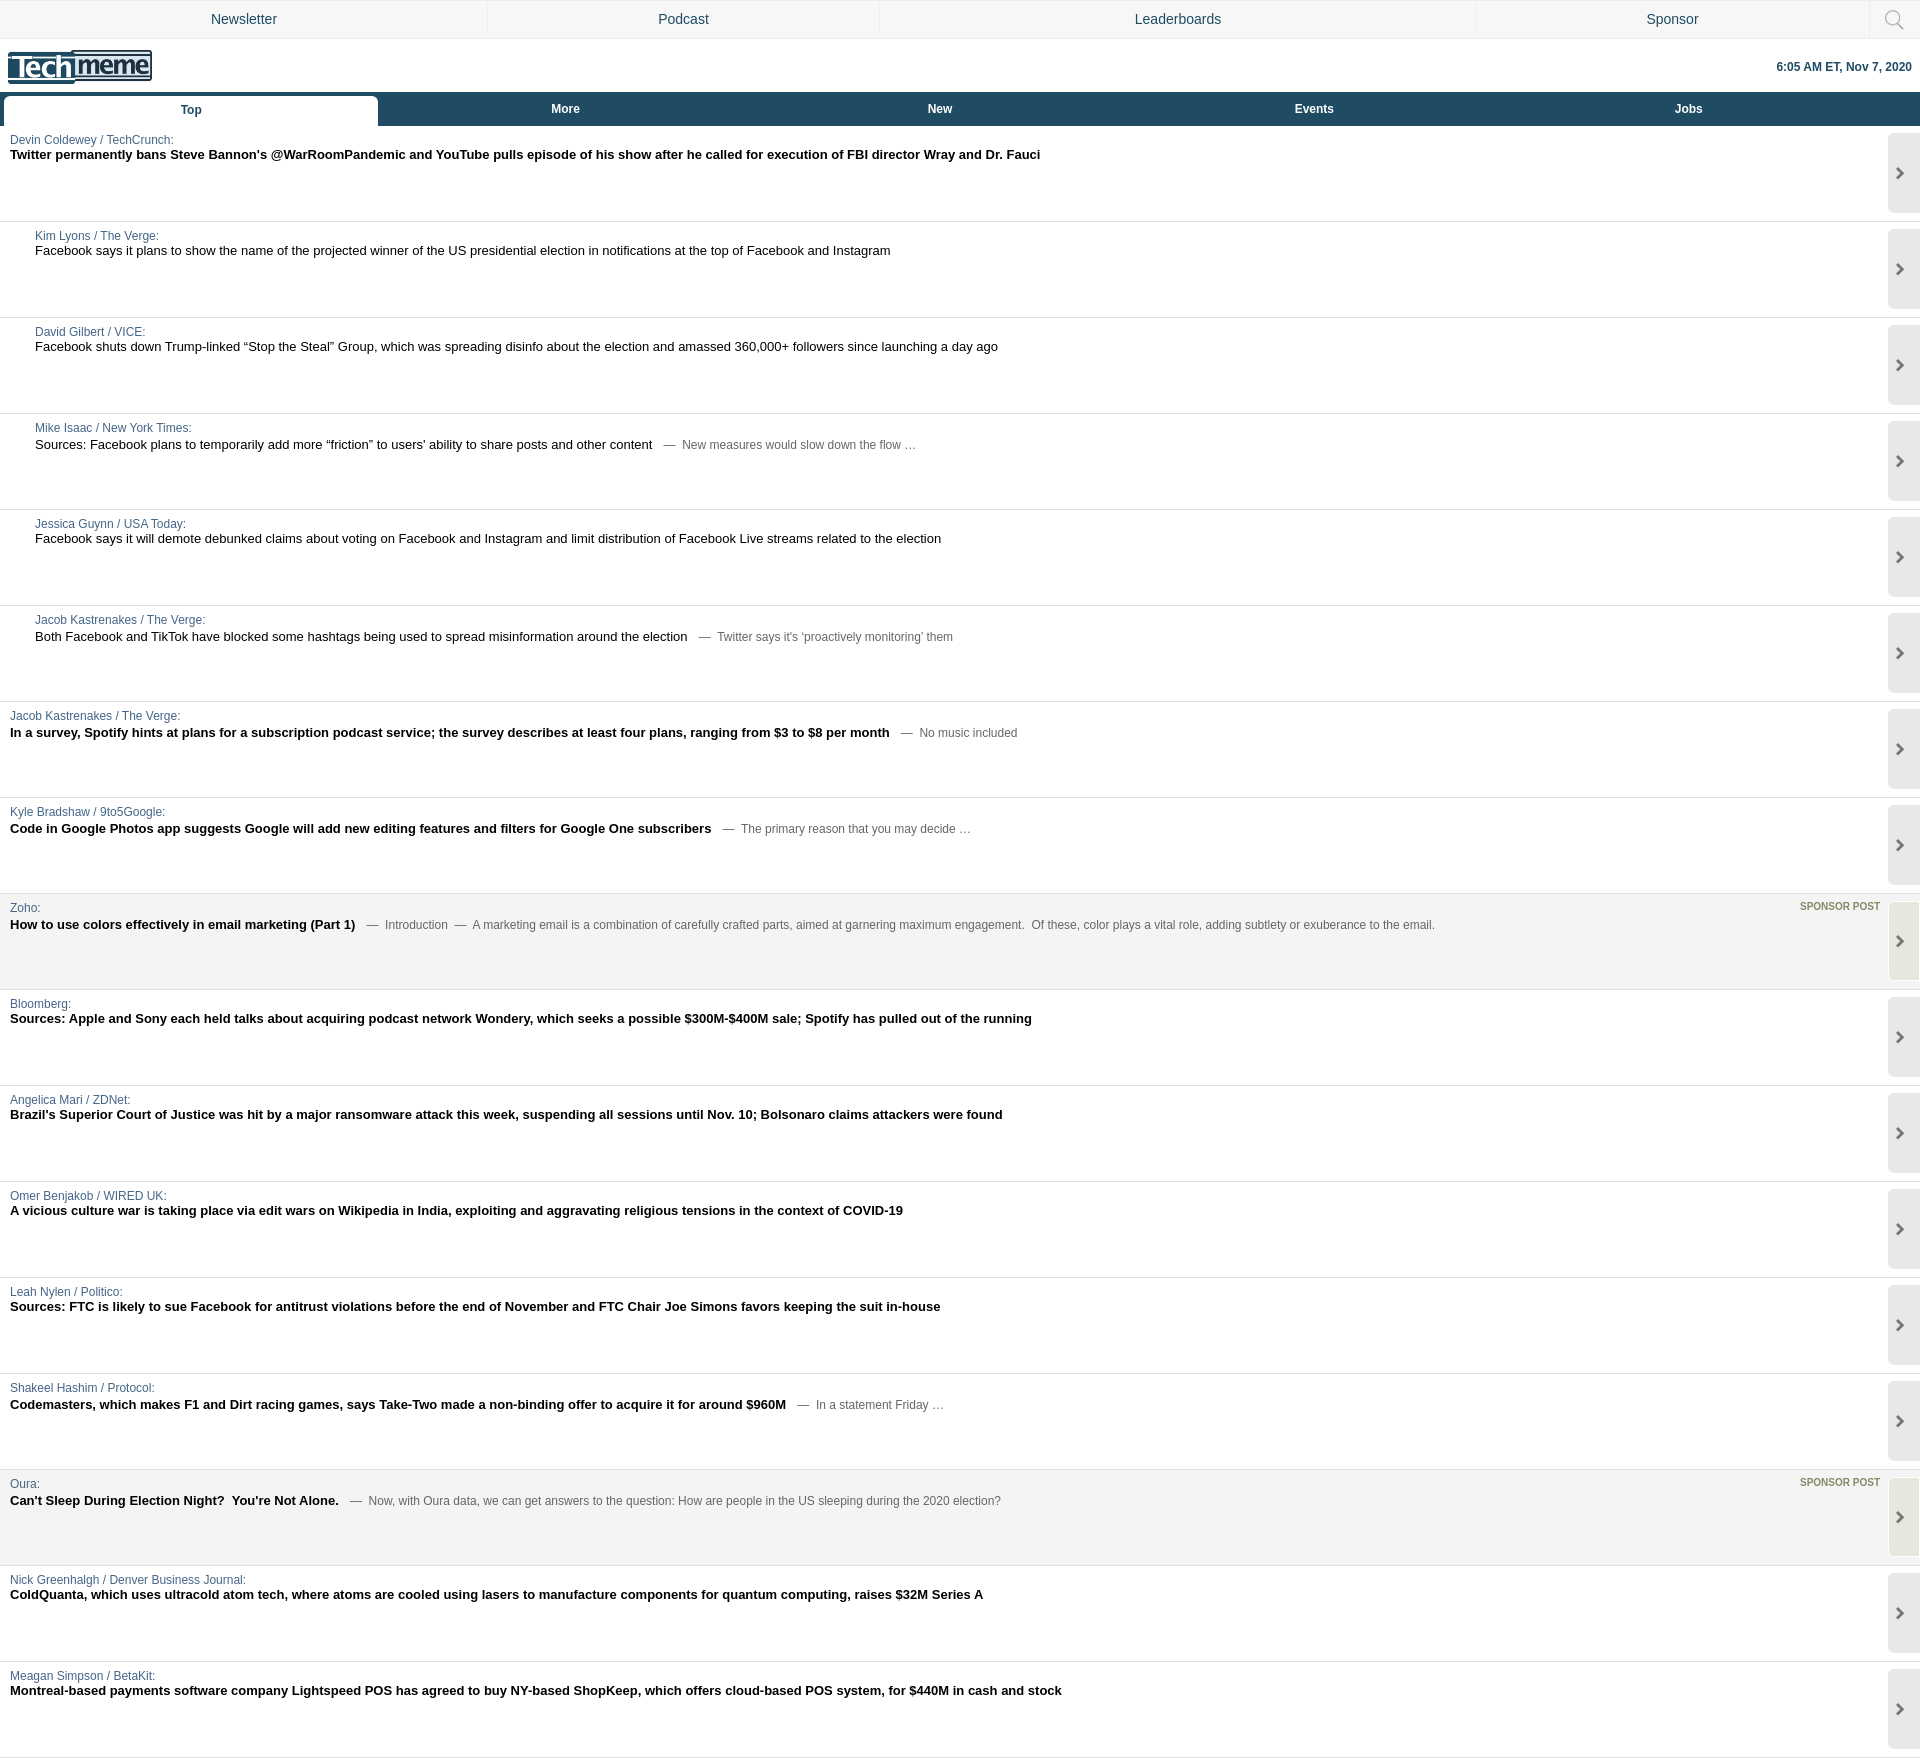 Newsletter
Podcast
Leaderboards
Sponsor
Techmeme
6:05 AM ET, Nov 7, 2020
Top
More
New
Events
Jobs
Devin Coldewey / TechCrunch:
Twitter permanently bans Steve Bannon's @WarRoomPandemic and YouTube pulls episode of his show after he called for execution of FBI director Wray and Dr. Fauci
Kim Lyons / The Verge:
Facebook says it plans to show the name of the projected winner of the US presidential election in notifications at the top of Facebook and Instagram
David Gilbert / VICE:
Facebook shuts down Trump-linked “Stop the Steal” Group, which was spreading disinfo about the election and amassed 360,000+ followers since launching a day ago
Mike Isaac / New York Times:
Sources: Facebook plans to temporarily add more “friction” to users' ability to share posts and other content — New measures would slow down the flow …
Jessica Guynn / USA Today:
Facebook says it will demote debunked claims about voting on Facebook and Instagram and limit distribution of Facebook Live streams related to the election
Jacob Kastrenakes / The Verge:
Both Facebook and TikTok have blocked some hashtags being used to spread misinformation around the election — Twitter says it's ‘proactively monitoring’ them
Jacob Kastrenakes / The Verge:
In a survey, Spotify hints at plans for a subscription podcast service; the survey describes at least four plans, ranging from $3 to $8 per month — No music included
Kyle Bradshaw / 9to5Google:
Code in Google Photos app suggests Google will add new editing features and filters for Google One subscribers — The primary reason that you may decide …
Zoho:
SPONSOR POST
How to use colors effectively in email marketing (Part 1) — Introduction — A marketing email is a combination of carefully crafted parts, aimed at garnering maximum engagement. Of these, color plays a vital role, adding subtlety or exuberance to the email.
Bloomberg:
Sources: Apple and Sony each held talks about acquiring podcast network Wondery, which seeks a possible $300M-$400M sale; Spotify has pulled out of the running
Angelica Mari / ZDNet:
Brazil's Superior Court of Justice was hit by a major ransomware attack this week, suspending all sessions until Nov. 10; Bolsonaro claims attackers were found
Omer Benjakob / WIRED UK:
A vicious culture war is taking place via edit wars on Wikipedia in India, exploiting and aggravating religious tensions in the context of COVID-19
Leah Nylen / Politico:
Sources: FTC is likely to sue Facebook for antitrust violations before the end of November and FTC Chair Joe Simons favors keeping the suit in-house
Shakeel Hashim / Protocol:
Codemasters, which makes F1 and Dirt racing games, says Take-Two made a non-binding offer to acquire it for around $960M — In a statement Friday …
Oura:
SPONSOR POST
Can't Sleep During Election Night? You're Not Alone. — Now, with Oura data, we can get answers to the question: How are people in the US sleeping during the 2020 election?
Nick Greenhalgh / Denver Business Journal:
ColdQuanta, which uses ultracold atom tech, where atoms are cooled using lasers to manufacture components for quantum computing, raises $32M Series A
Meagan Simpson / BetaKit:
Montreal-based payments software company Lightspeed POS has agreed to buy NY-based ShopKeep, which offers cloud-based POS system, for $440M in cash and stock